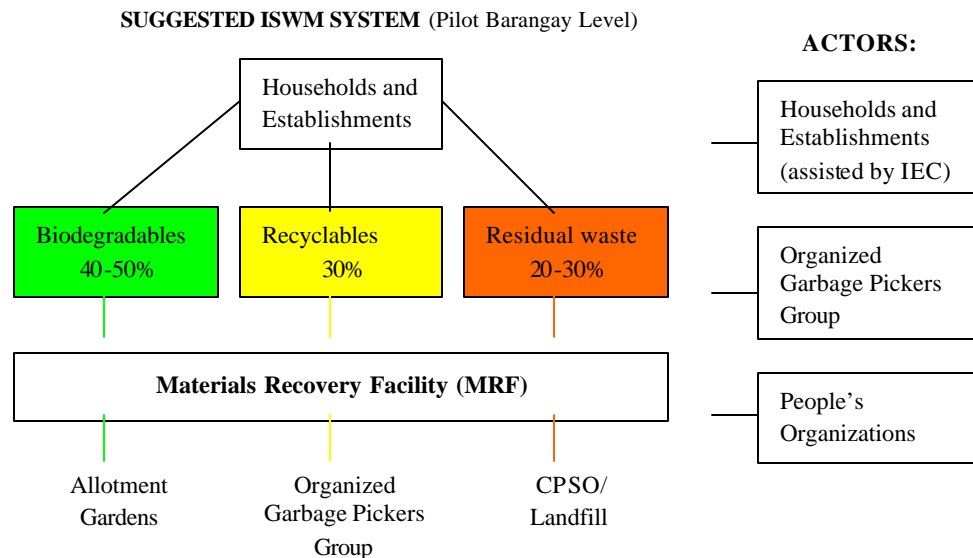 SUGGESTED ISWM SYSTEM (Pilot Barangay Level)
Households and
Establishments
Biodegradables
40-50%
Recyclables
30%
Residual waste
20-30%
Materials Recovery Facility (MRF)
Allotment
Gardens
Organized
Garbage Pickers
Group
CPSO/
Landfill
ACTORS:
Households and
Establishments
(assisted by IEC)
Organized
Garbage Pickers
Group
People's
Organizations